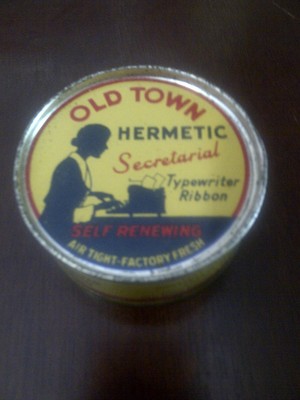 OLD TOWN
HERMETIC
Secretarial
Typewriter
Ribbon
SELF RENEWING
AIR TIGHT-FACTORY FRESH